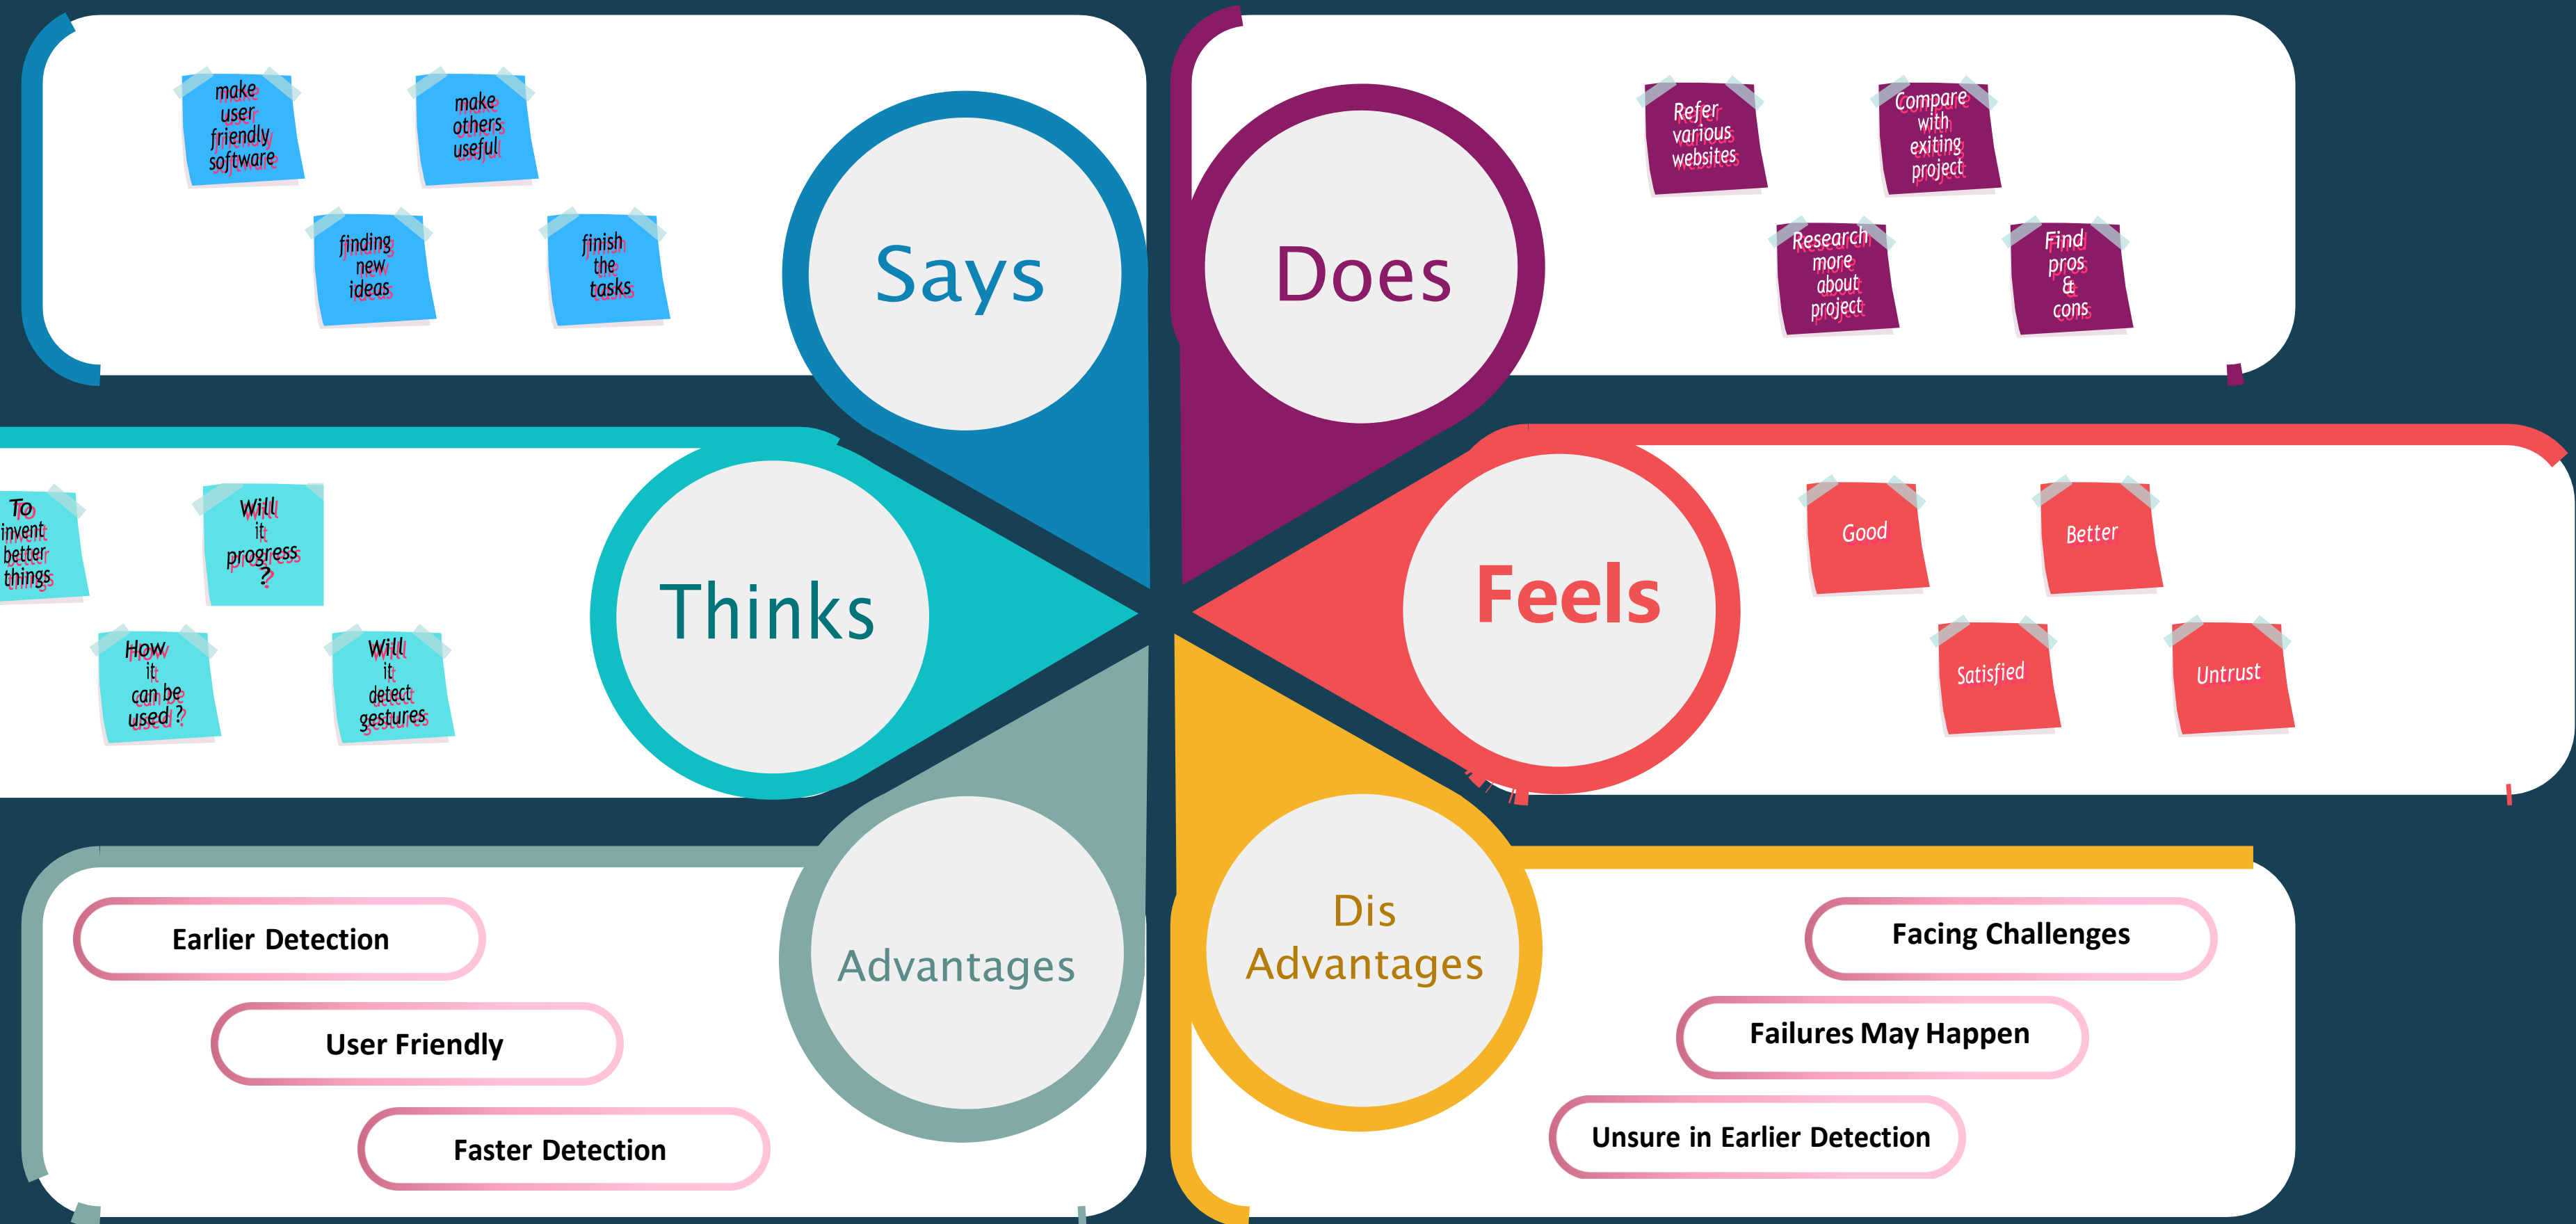 make
user
friendly
software
make
others
useful
finding
new
ideas
finish
the
tasks
Says
Does
Refer
various
websites
Compare
with
exiting
project
Research
more
about
project
Find
pros
&
cons
To
invent
better
things
Will
it
progress
?
How
it
can be
used ?
Will
it
detect
gestures
Thinks
Feels
Good
Better
Satisfied
Untrust
Earlier Detection
User Friendly
Faster Detection
Advantages
Dis
Advantages
Facing Challenges
Failures May Happen
Unsure in Earlier Detection